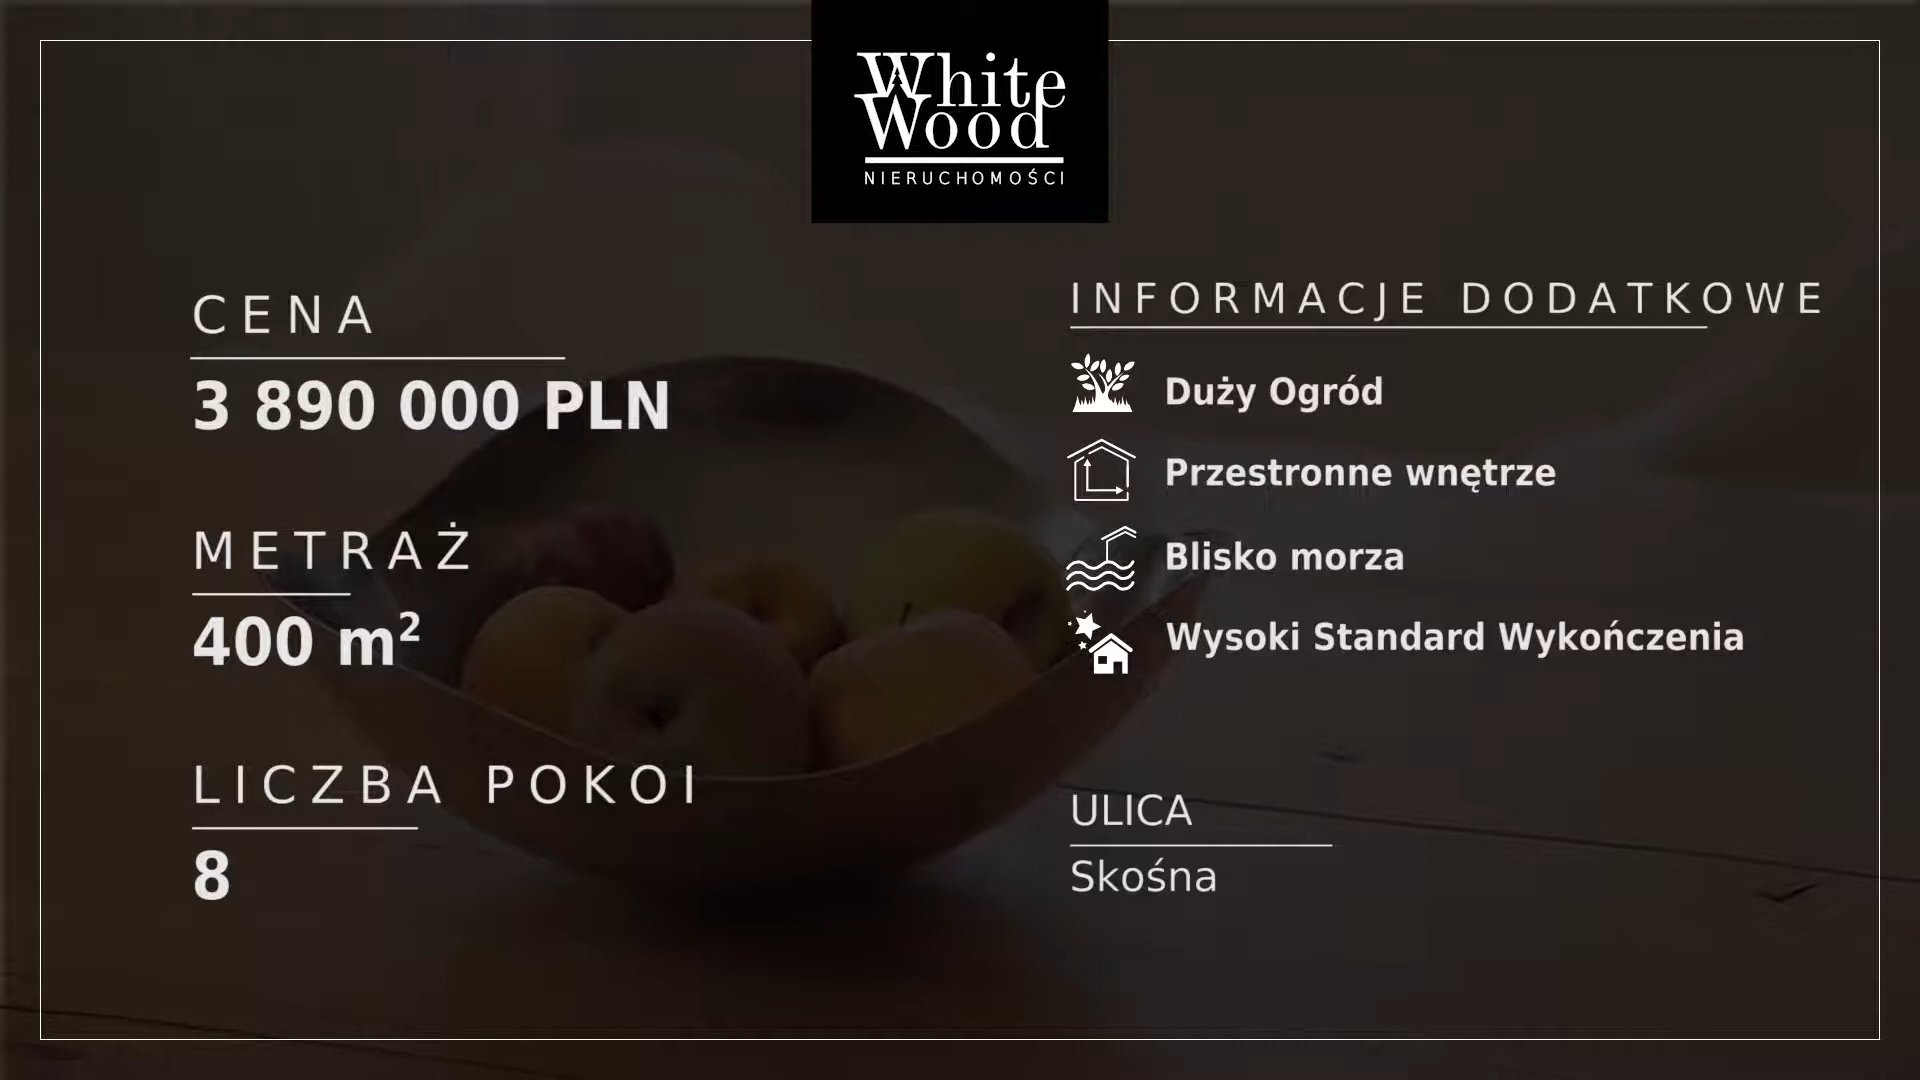 White
Wood
NIERUCHOMOŚCI
CENA
3 890 000 PLN
METRAŻ
400 m²
LICZBA POKOI
8
INFORMACJE DODATKOWE
Duży Ogród
Przestronne wnętrze
Blisko morza
Wysoki Standard Wykończenia
ULICA
Skośna